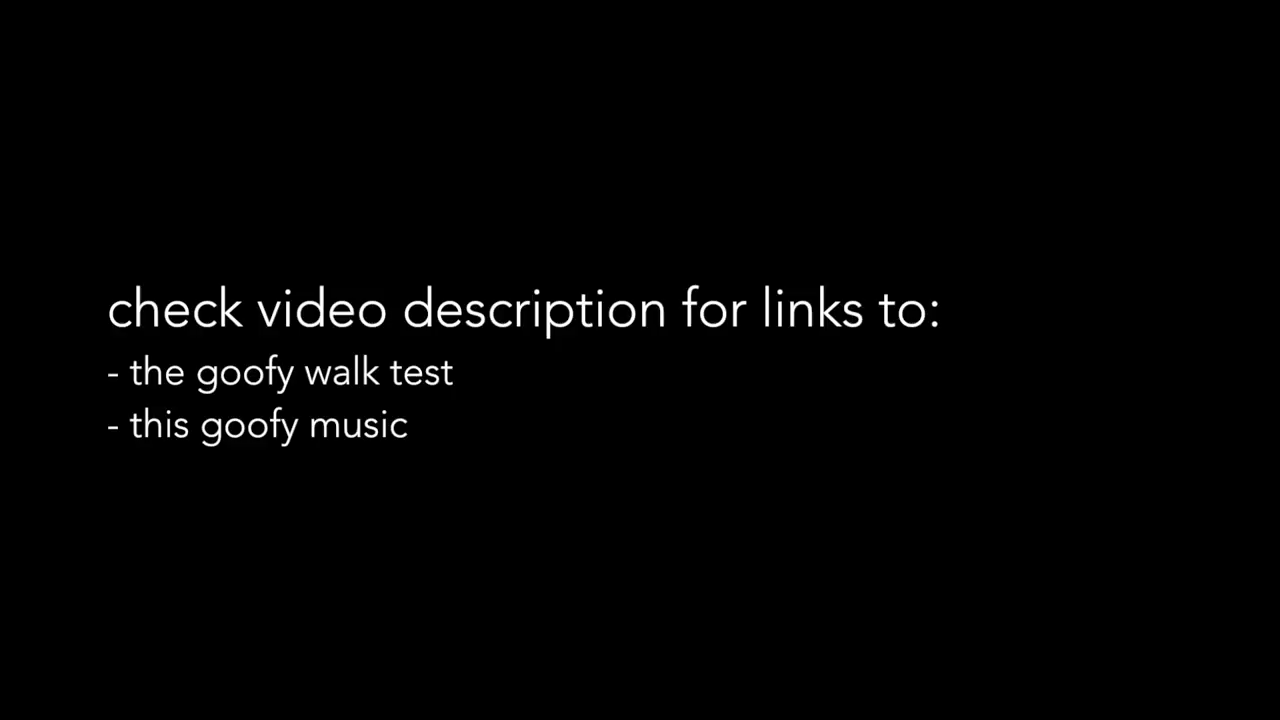 check video description for links to:
- the goofy walk test
- this goofy music